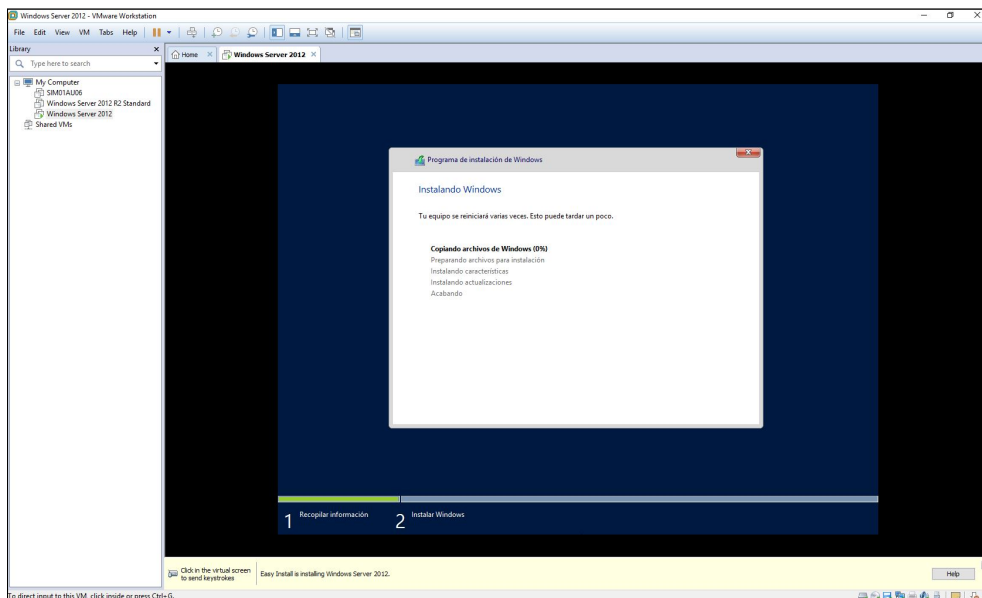 Windows Server 2012 - VMware Workstation
File Edit View VM Tabs Help
Library
Type here to search
My Computer
SIM01AU06
Windows Server 2012 R2 Standard
Windows Server 2012
Shared VMs
Home
Windows Server 2012
Programa de instalación de Windows
Instalando Windows
Tu equipo se reiniciará varias veces. Esto puede tardar un poco.
Copiando archivos de Windows (0%)
Preparando archivos para instalación
Instalando características
Instalando actualizaciones
Acabando
1 Recopilar información 2 Instalar Windows
Click in the virtual screen
to send keystrokes
Easy Install is installing Windows Server 2012.
Help
To direct input to this VM, click inside or press Ctrl+G.